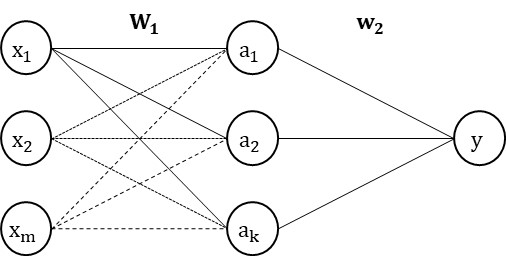 W₁ w₂
x₁ a₁
x₂ a₂ y
xₘ aₖ